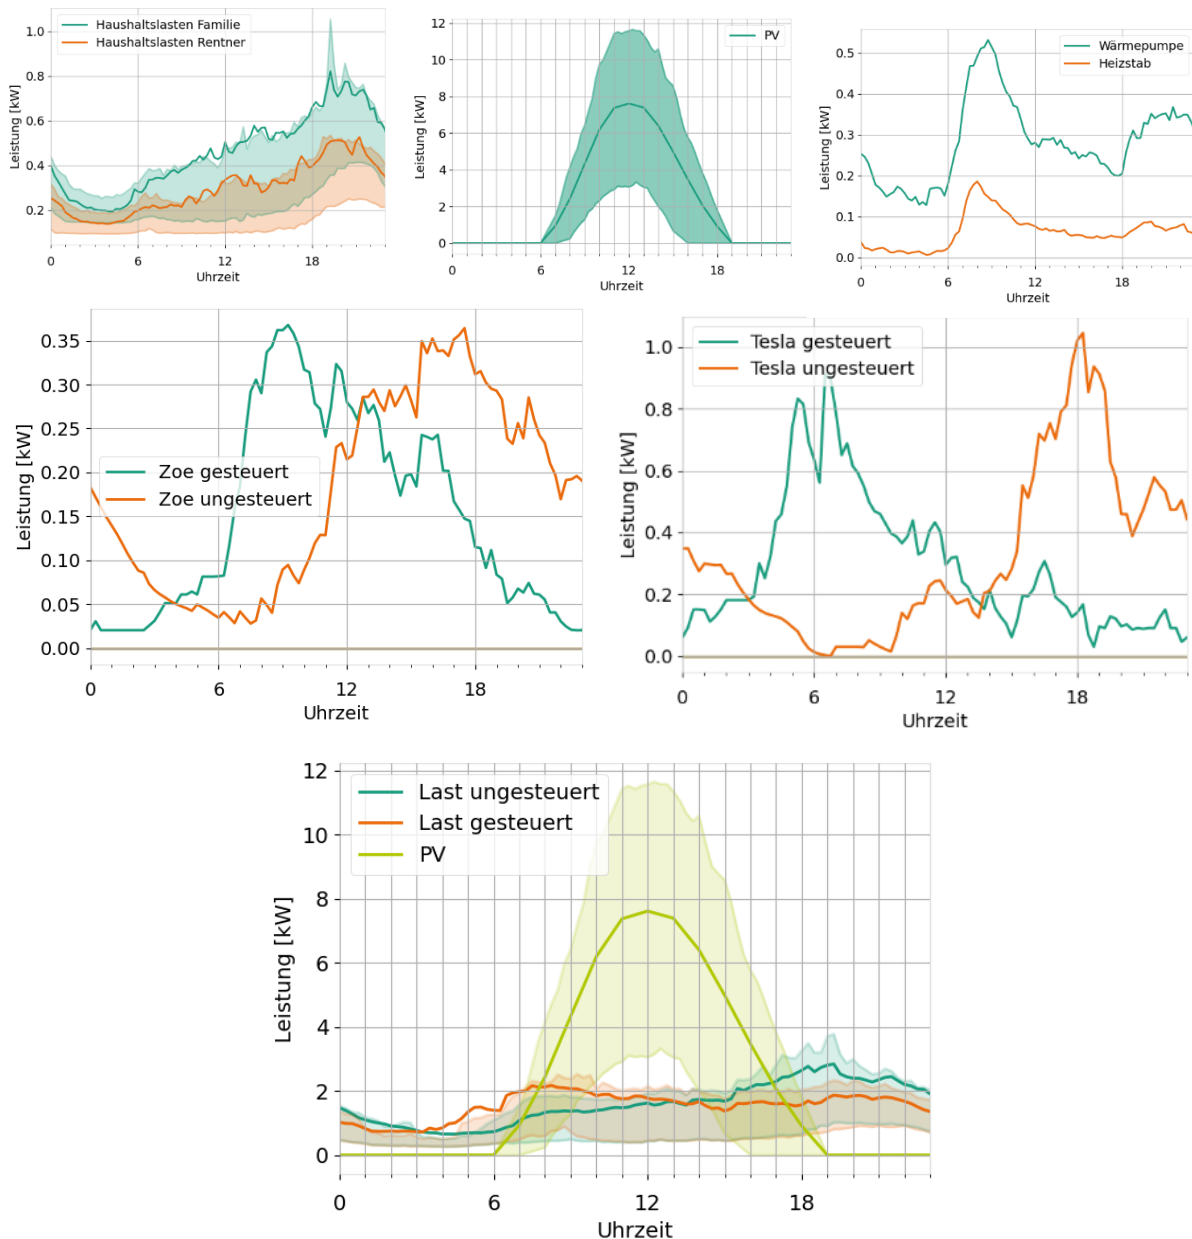 Haushaltslasten Familie
Haushaltslasten Rentner
Leistung [kW]
1.0
0.8
0.6
0.4
0.2
0 6 12 18
Uhrzeit
PV
Leistung [kW]
12
10
8
6
4
2
0
0 6 12 18
Uhrzeit
Wärmepumpe
Heizstab
Leistung [kW]
0.5
0.4
0.3
0.2
0.1
0.0
0 6 12 18
Uhrzeit
Zoe gesteuert
Zoe ungesteuert
Leistung [kW]
0.35
0.30
0.25
0.20
0.15
0.10
0.05
0.00
0 6 12 18
Uhrzeit
Tesla gesteuert
Tesla ungesteuert
Leistung [kW]
1.0
0.8
0.6
0.4
0.2
0.0
0 6 12 18
Uhrzeit
Last ungesteuert
Last gesteuert
PV
Leistung [kW]
12
10
8
6
4
2
0
0 6 12 18
Uhrzeit